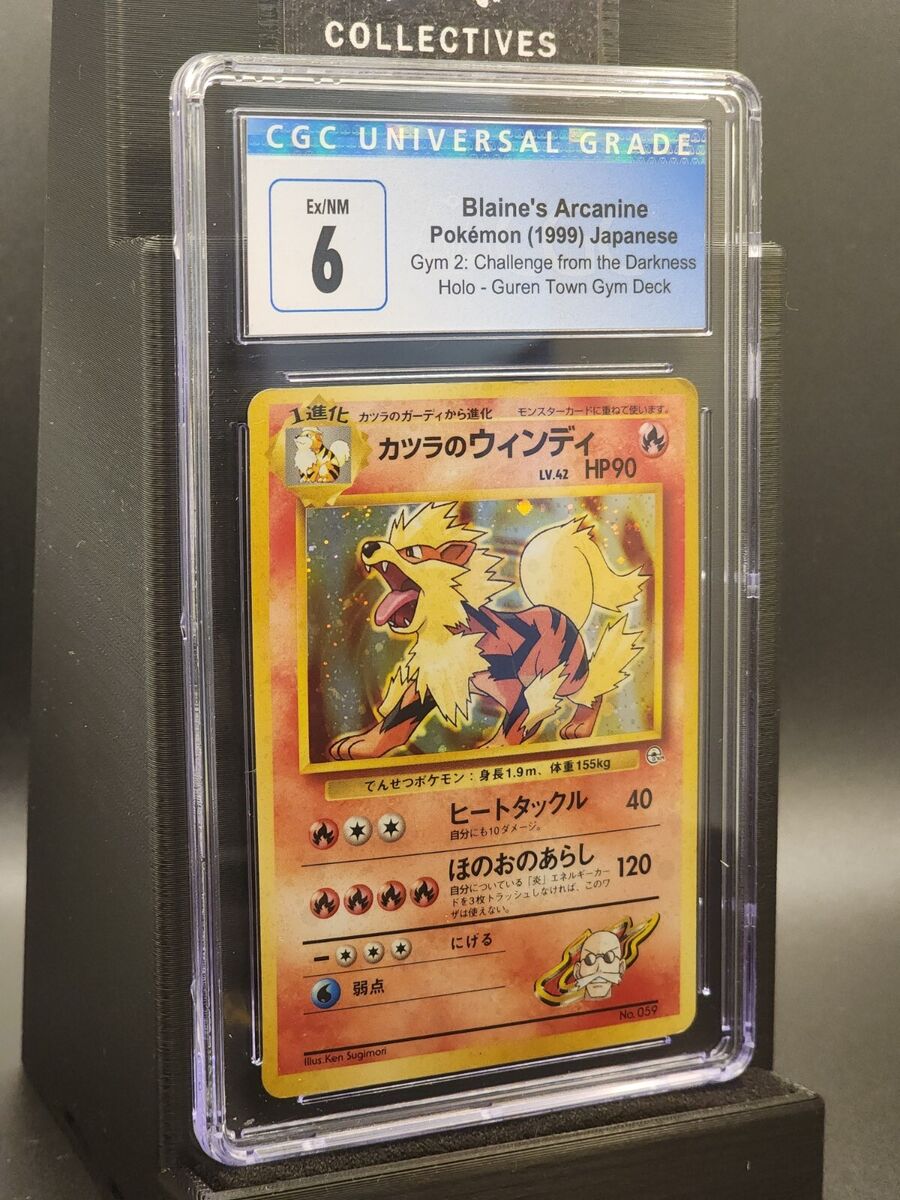 COLLECTIVES
CGC UNIVERSAL GRADE
Ex/NM
6
Blaine's Arcanine
Pokémon (1999) Japanese
Gym 2: Challenge from the Darkness
Holo - Guren Town Gym Deck
1進化 カツラのガーディから進化 モンスターカードに重ねて使います。
カツラのウィンディ
LV.42 HP90
でんせつポケモン：身長1.9m、体重155kg
ヒートタックル 40
自分にも10ダメージ。
ほのおのあらし 120
自分についている「炎」エネルギーカー
ドを3枚トラッシュしなければ、このワ
ザは使えない。
にげる
弱点
No. 059
Illus. Ken Sugimori